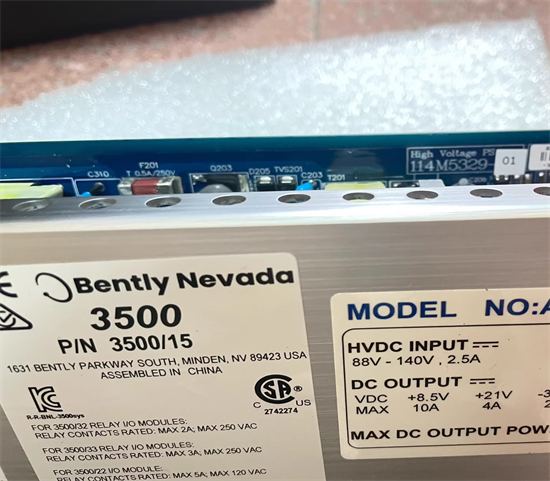 High Voltage PS
114M5329-
01
C310
F201
T 0.5A/250V
Q203
D205
TVS201
C203
T201
Bently Nevada
3500
P/N 3500/15
1631 BENTLY PARKWAY SOUTH, MINDEN, NV 89423 USA
ASSEMBLED IN CHINA
R-R-BNL-3500sys
C
US
2742274
FOR 3500/32 RELAY I/O MODULES:
RELAY CONTACTS RATED: MAX 2A; MAX 250 VAC
FOR 3500/33 RELAY I/O MODULES:
RELAY CONTACTS RATED: MAX 3A; MAX 250 VAC
FOR 3500/22 I/O MODULE:
RELAY CONTACTS RATED: MAX 5A; MAX 120 VAC
MODEL NO:A
HVDC INPUT
88V - 140V , 2.5A
DC OUTPUT
VDC +8.5V +21V
MAX 10A 4A
MAX DC OUTPUT POW